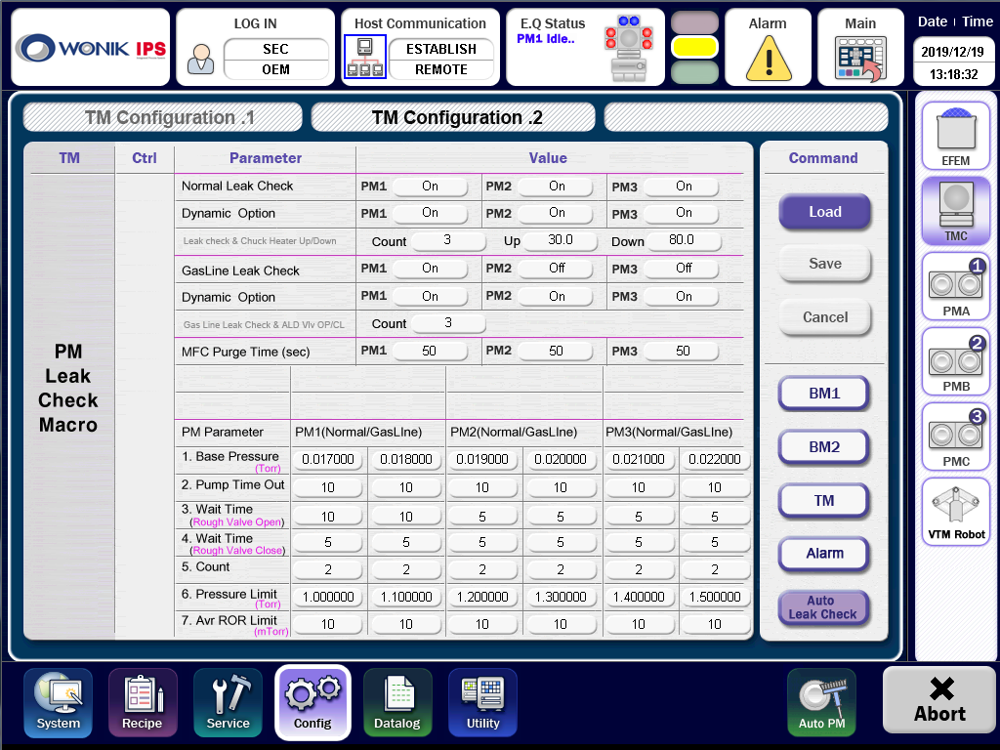 WONIK IPS
LOG IN
SEC
OEM
Host Communication
ESTABLISH
REMOTE
E.Q Status
PM1 Idle..
Alarm
Main
Date | Time
2019/12/19
13:18:32
TM Configuration .1
TM Configuration .2
TM Ctrl Parameter Value
PM
Leak
Check
Macro
Normal Leak Check PM1 On PM2 On PM3 On
Dynamic Option PM1 On PM2 On PM3 On
Leak check & Chuck Heater Up/Down Count 3 Up 30.0 Down 80.0
GasLine Leak Check PM1 On PM2 Off PM3 Off
Dynamic Option PM1 On PM2 On PM3 On
Gas Line Leak Check & ALD Vlv OP/CL Count 3
MFC Purge Time (sec) PM1 50 PM2 50 PM3 50
PM Parameter PM1(Normal/GasLIne) PM2(Normal/GasLIne) PM3(Normal/GasLIne)
1. Base Pressure 0.017000 0.018000 0.019000 0.020000 0.021000 0.022000
(Torr)
2. Pump Time Out 10 10 10 10 10 10
3. Wait Time 10 10 5 5 5 5
(Rough Valve Open)
4. Wait Time 5 5 5 5 5 5
(Rough Valve Close)
5. Count 2 2 2 2 2 2
6. Pressure Limit 1.000000 1.100000 1.200000 1.300000 1.400000 1.500000
(Torr)
7. Avr ROR Limit 10 10 10 10 10 10
(mTorr)
Command
Load
Save
Cancel
BM1
BM2
TM
Alarm
Auto
Leak Check
EFEM
TMC
1
PMA
2
PMB
3
PMC
VTM Robot
System
Recipe
Service
Config
Datalog
Utility
Auto PM
Abort